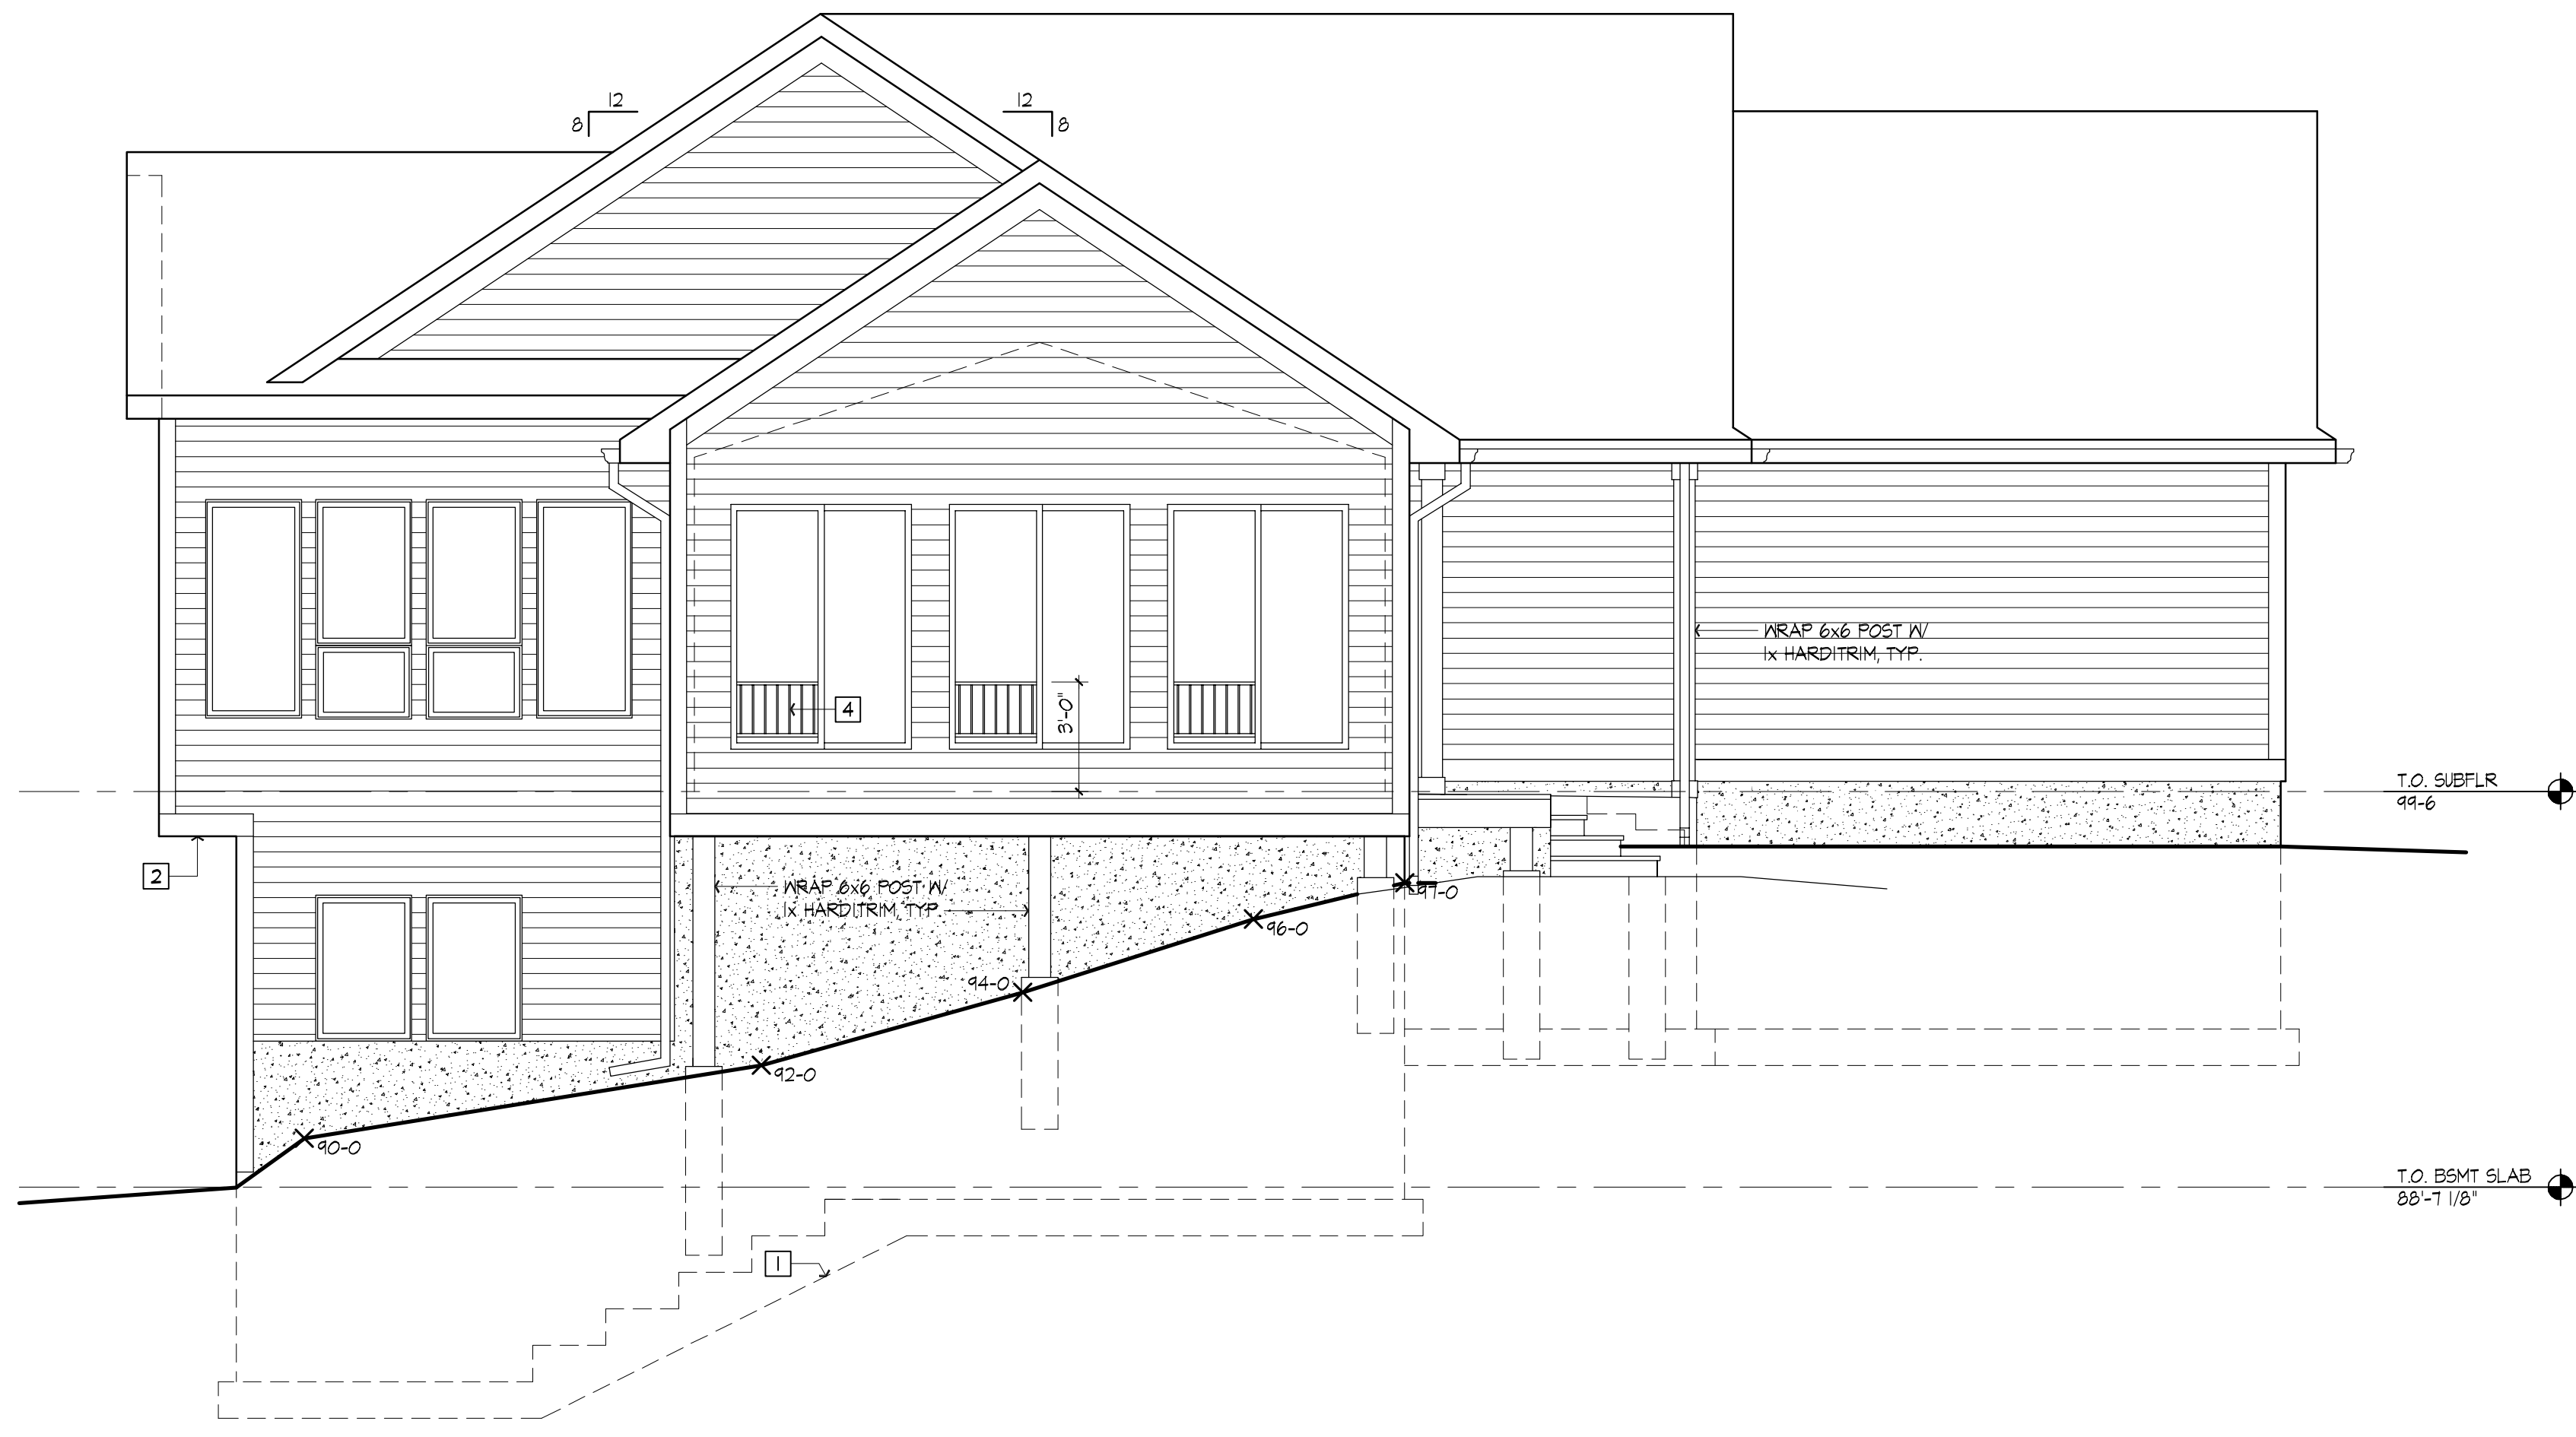 12
8
12
8
WRAP 6x6 POST W/
1x HARDITRIM, TYP.
4
3'-0"
T.O. SUBFLR
99-6
2
WRAP 6x6 POST W/
1x HARDITRIM, TYP.
97-0
96-0
94-0
92-0
90-0
T.O. BSMT SLAB
88'-7 1/8"
1